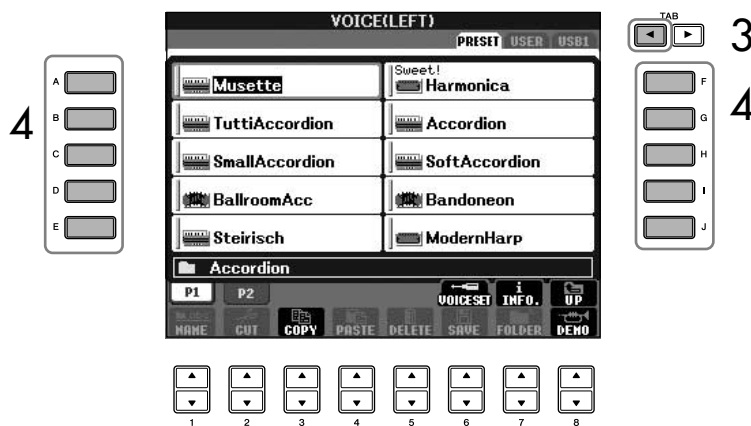 VOICE(LEFT)
PRESET USER USB1
TAB
3
4
4
A
B
C
D
E
F
G
H
I
J
Musette
Sweet!
Harmonica
TuttiAccordion
Accordion
SmallAccordion
SoftAccordion
BallroomAcc
Bandoneon
Steirisch
ModernHarp
Accordion
P1 P2 VOICESET i INFO. UP
NAME CUT COPY PASTE DELETE SAVE FOLDER DEMO
1 2 3 4 5 6 7 8